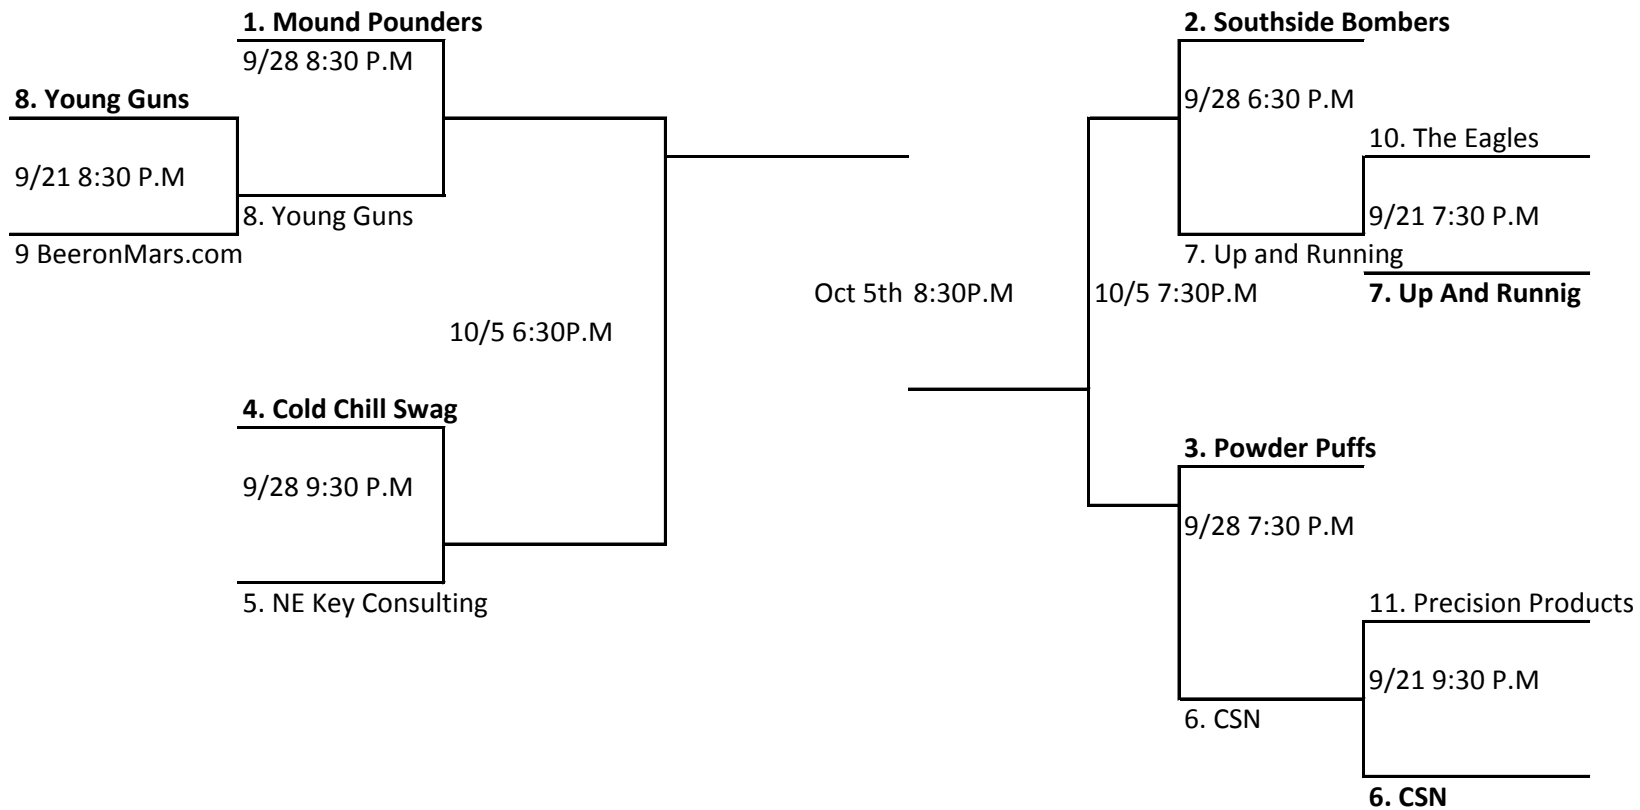 1. Mound Pounders
9/28 8:30 P.M
8. Young Guns
9/21 8:30 P.M
8. Young Guns
9 BeeronMars.com
10/5 6:30P.M
4. Cold Chill Swag
9/28 9:30 P.M
5. NE Key Consulting
Oct 5th 8:30P.M
2. Southside Bombers
9/28 6:30 P.M
10. The Eagles
9/21 7:30 P.M
7. Up and Running
10/5 7:30P.M
7. Up And Runnig
3. Powder Puffs
9/28 7:30 P.M
11. Precision Products
9/21 9:30 P.M
6. CSN
6. CSN